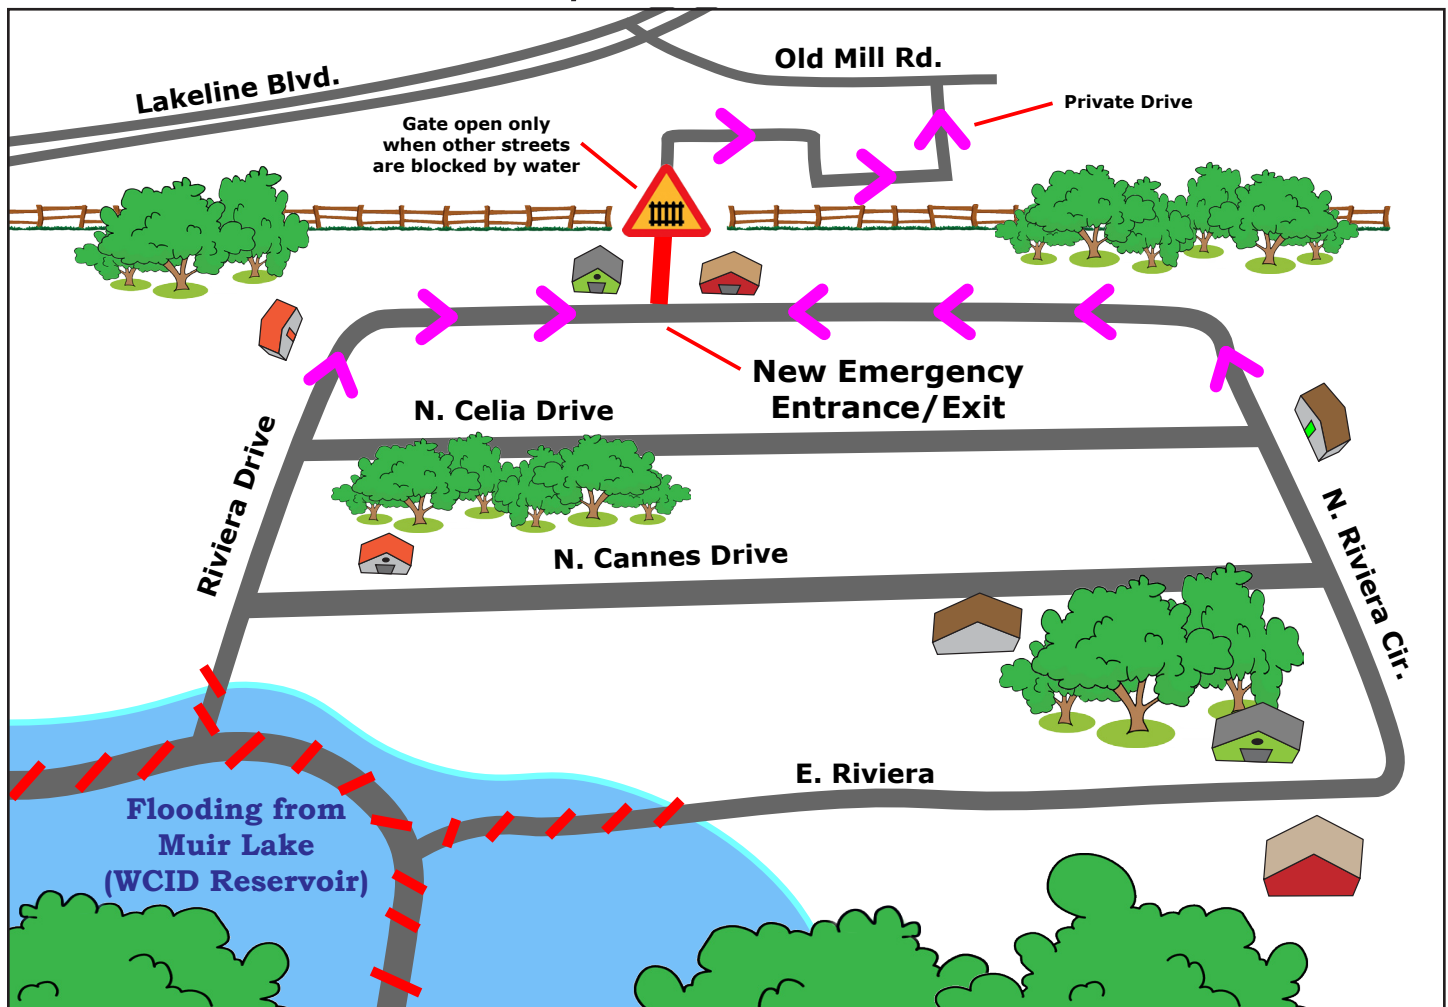 Lakeline Blvd.
Old Mill Rd.
Private Drive
Gate open only
when other streets
are blocked by water
New Emergency
Entrance/Exit
N. Celia Drive
Riviera Drive
N. Cannes Drive
N. Riviera Cir.
E. Riviera
Flooding from
Muir Lake
(WCID Reservoir)